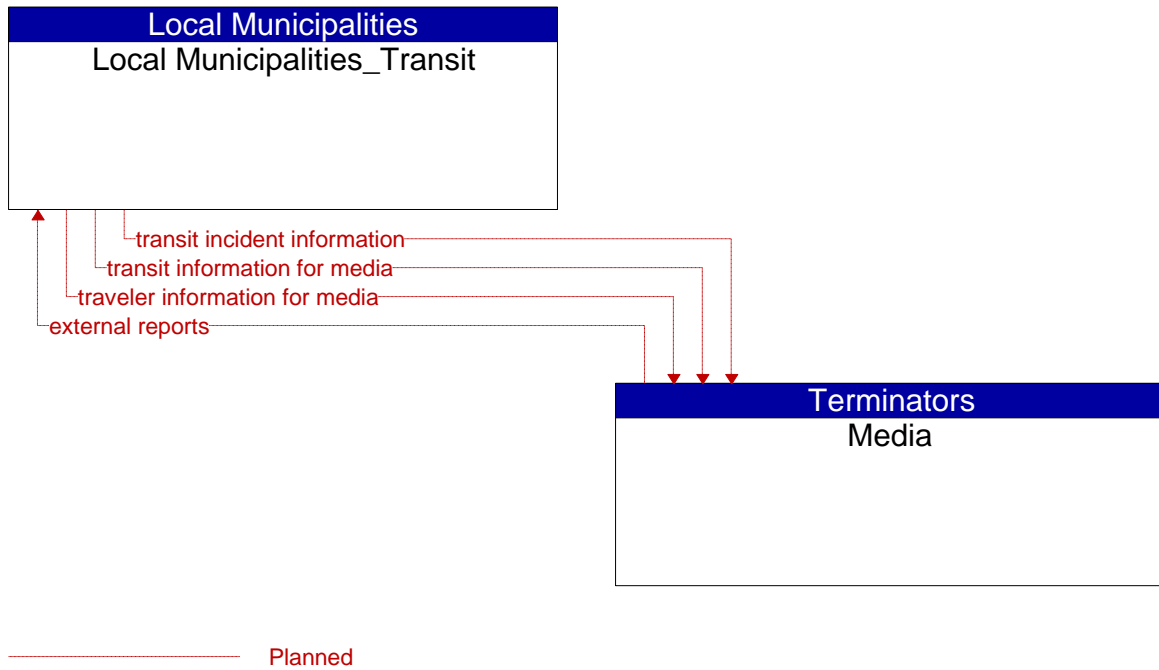 Local Municipalities
Local Municipalities_Transit
transit incident information
transit information for media
traveler information for media
external reports
Terminators
Media
Planned